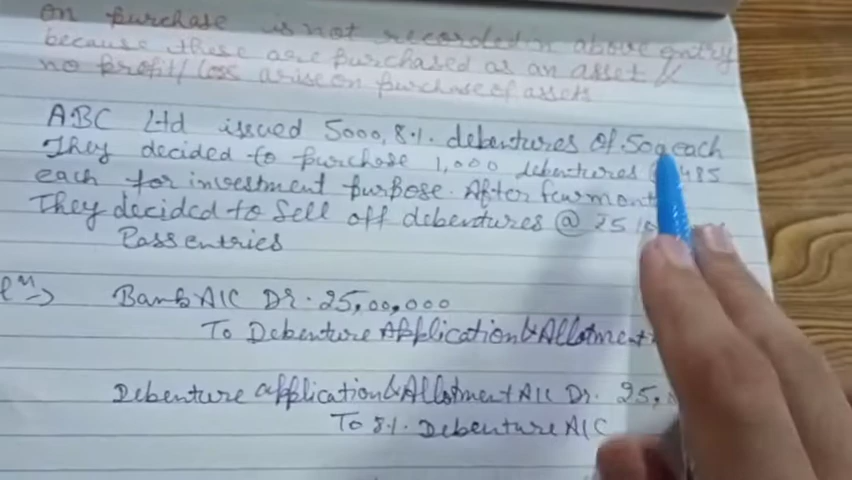 on purchase is not recorded in above entry
because these are purchased as an asset &
no profit/loss arise on purchase of assets
ABC Ltd issued 5000, 8% debentures of 500 each
They decided to purchase 1,000 debentures 485
each for investment purpose. After few mont
They decided to sell off debentures @
Pass entries
Bank A/C Dr. 25,00,000
To Debenture Application & Allotment
Debenture application & Allotment A/C Dr. 25,
To 8% Debenture A/C